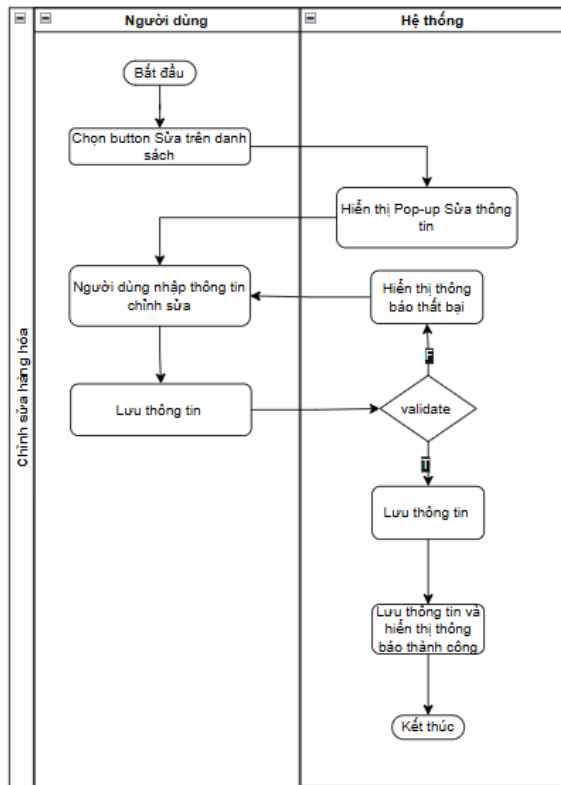 Người dùng
Hệ thống
Chỉnh sửa hàng hóa
Bắt đầu
Chọn button Sửa trên danh
sách
Hiển thị Pop-up Sửa thông
tin
Người dùng nhập thông tin
chỉnh sửa
Hiển thị thông
báo thất bại
F
Lưu thông tin
validate
T
Lưu thông tin
Lưu thông tin và
hiển thị thông
báo thành công
Kết thúc